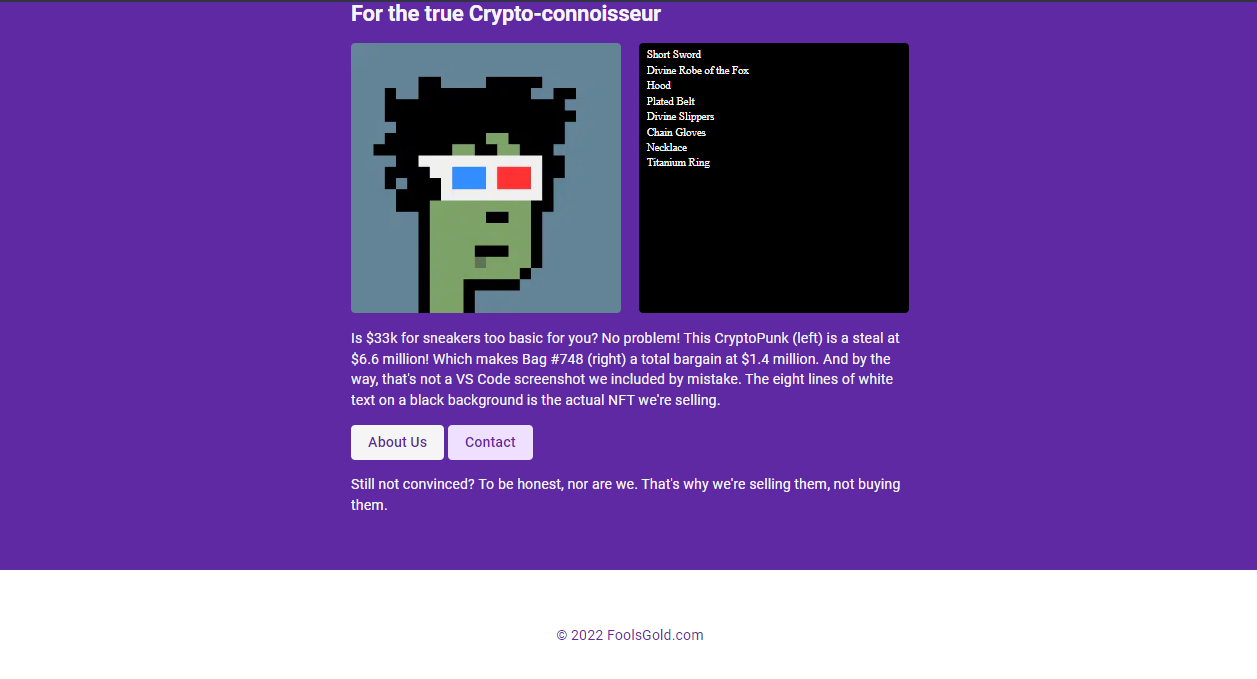 For the true Crypto-connoisseur
Short Sword
Divine Robe of the Fox
Hood
Plated Belt
Divine Slippers
Chain Gloves
Necklace
Titanium Ring
Is $33k for sneakers too basic for you? No problem! This CryptoPunk (left) is a steal at
$6.6 million! Which makes Bag #748 (right) a total bargain at $1.4 million. And by the
way, that's not a VS Code screenshot we included by mistake. The eight lines of white
text on a black background is the actual NFT we're selling.
About Us Contact
Still not convinced? To be honest, nor are we. That's why we're selling them, not buying
them.
© 2022 FoolsGold.com